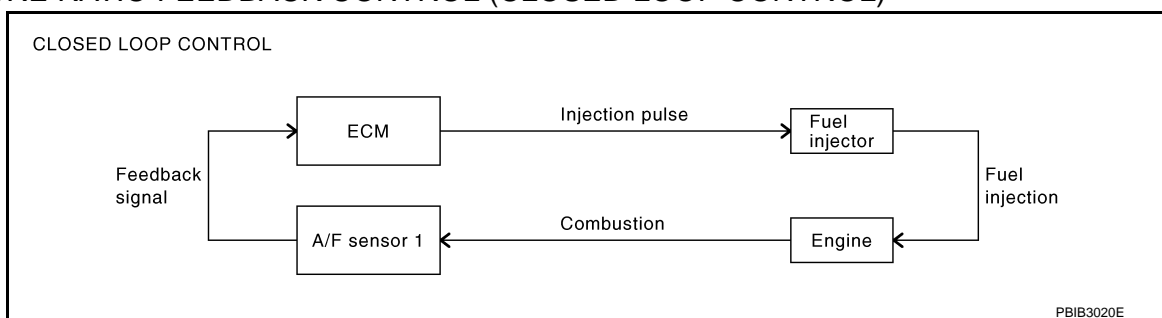 CLOSED LOOP CONTROL
ECM
Injection pulse
Fuel
injector
Feedback
signal
Fuel
injection
A/F sensor 1
Combustion
Engine
PBIB3020E